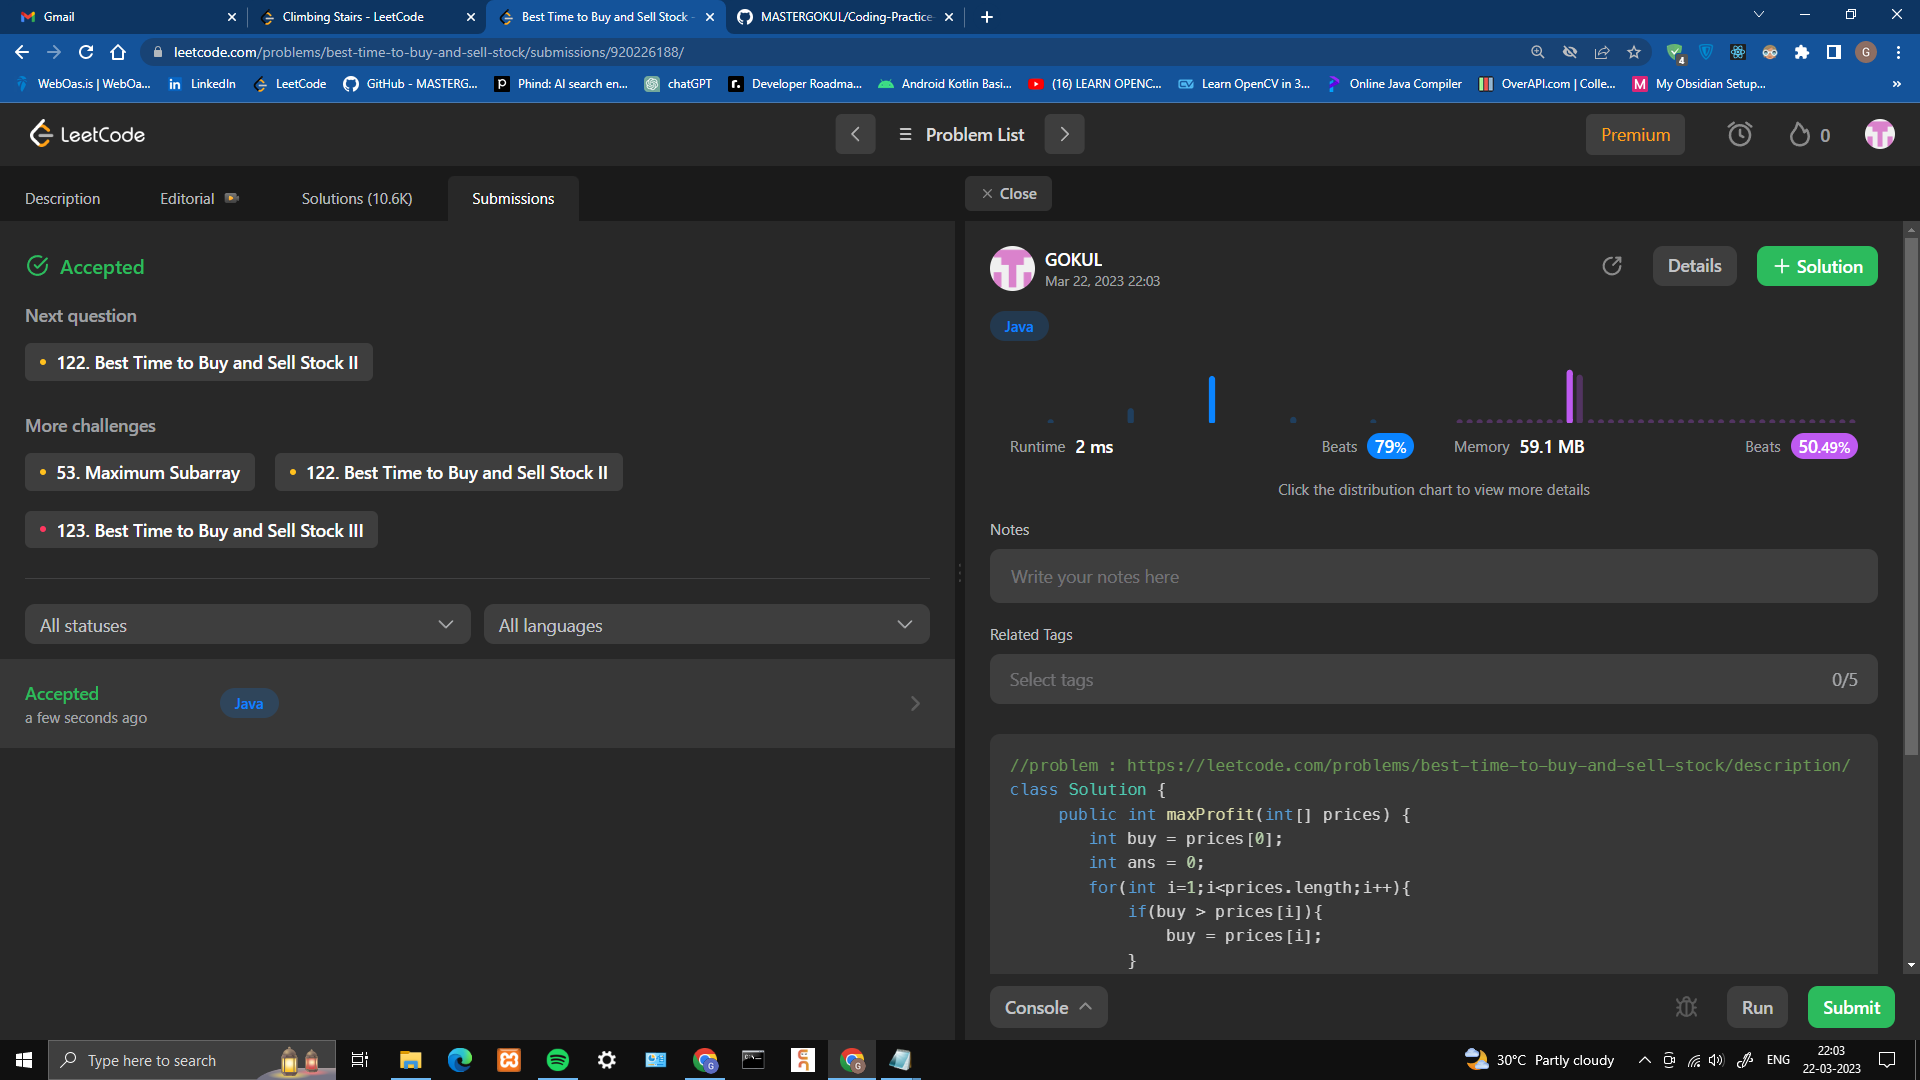 Gmail
Climbing Stairs - LeetCode
Best Time to Buy and Sell Stock -
MASTERGOKUL/Coding-Practice-
leetcode.com/problems/best-time-to-buy-and-sell-stock/submissions/920226188/
4
G
WebOas.is | WebOa...
LinkedIn
LeetCode
GitHub - MASTERG...
Phind: AI search en...
chatGPT
Developer Roadma...
Android Kotlin Basi...
(16) LEARN OPENC...
Learn OpenCV in 3...
Online Java Compiler
OverAPI.com | Colle...
My Obsidian Setup...
LeetCode
Problem List
Premium
0
Description
Editorial
Solutions (10.6K)
Submissions
Close
Accepted
Next question
122. Best Time to Buy and Sell Stock II
More challenges
53. Maximum Subarray
122. Best Time to Buy and Sell Stock II
123. Best Time to Buy and Sell Stock III
All statuses
All languages
Accepted
a few seconds ago
Java
GOKUL
Mar 22, 2023 22:03
Details
+ Solution
Java
Runtime 2 ms
Beats 79%
Memory 59.1 MB
Beats 50.49%
Click the distribution chart to view more details
Notes
Write your notes here
Related Tags
Select tags
0/5
//problem : https://leetcode.com/problems/best-time-to-buy-and-sell-stock/description/
class Solution {
public int maxProfit(int[] prices) {
int buy = prices[0];
int ans = 0;
for(int i=1;i<prices.length;i++){
if(buy > prices[i]){
buy = prices[i];
}
Console
Run
Submit
Type here to search
30°C Partly cloudy
ENG
22:03
22-03-2023